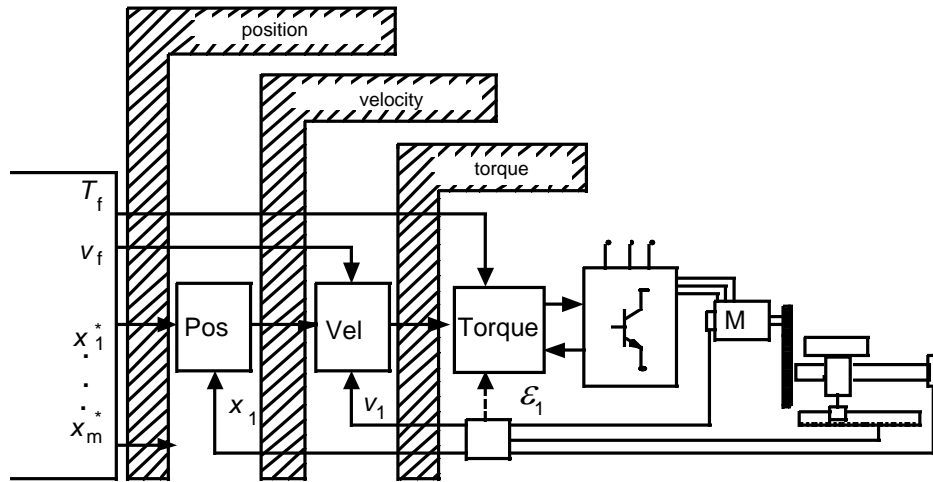 position
velocity
torque
T_f
v_f
x_1^*
.
.
.
x_m^*
Pos
Vel
Torque
M
x_1
v_1
ε_1